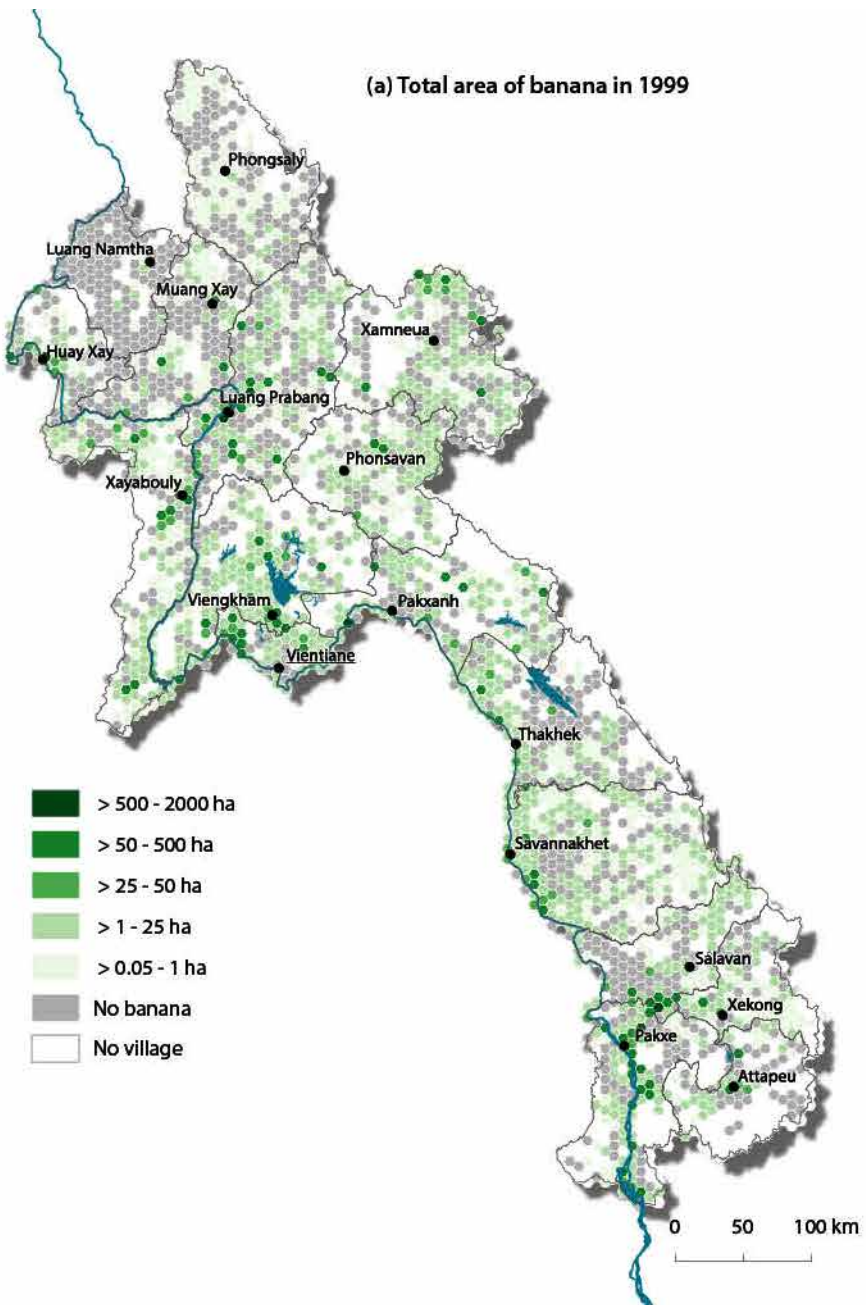 (a) Total area of banana in 1999
Phongsaly
Luang Namtha
Muang Xay
Xamneua
Huay Xay
Luang Prabang
Phonsavan
Xayabouly
Viengkham
Pakxanh
Vientiane
Thakhek
> 500 - 2000 ha
> 50 - 500 ha
> 25 - 50 ha
> 1 - 25 ha
> 0.05 - 1 ha
No banana
No village
Savannakhet
Salavan
Xekong
Pakxe
Attapeu
0 50 100 km